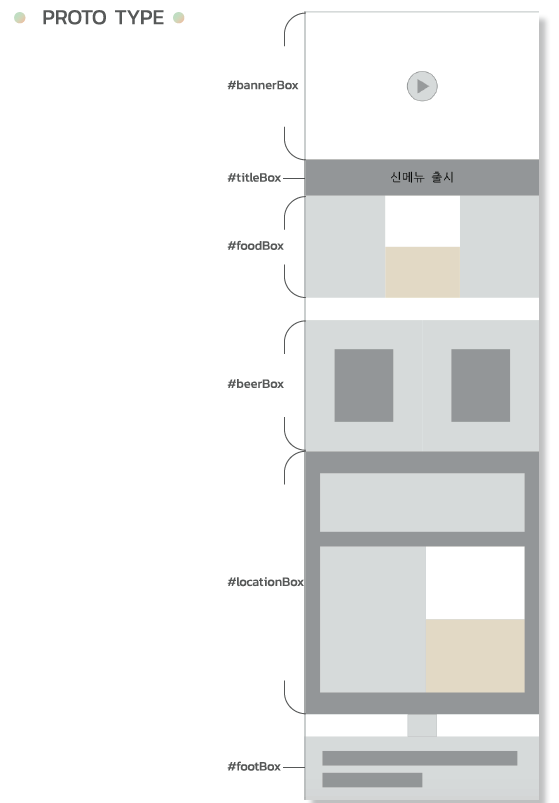 PROTO TYPE
#bannerBox
#titleBox
신메뉴 출시
#foodBox
#beerBox
#locationBox
#footBox